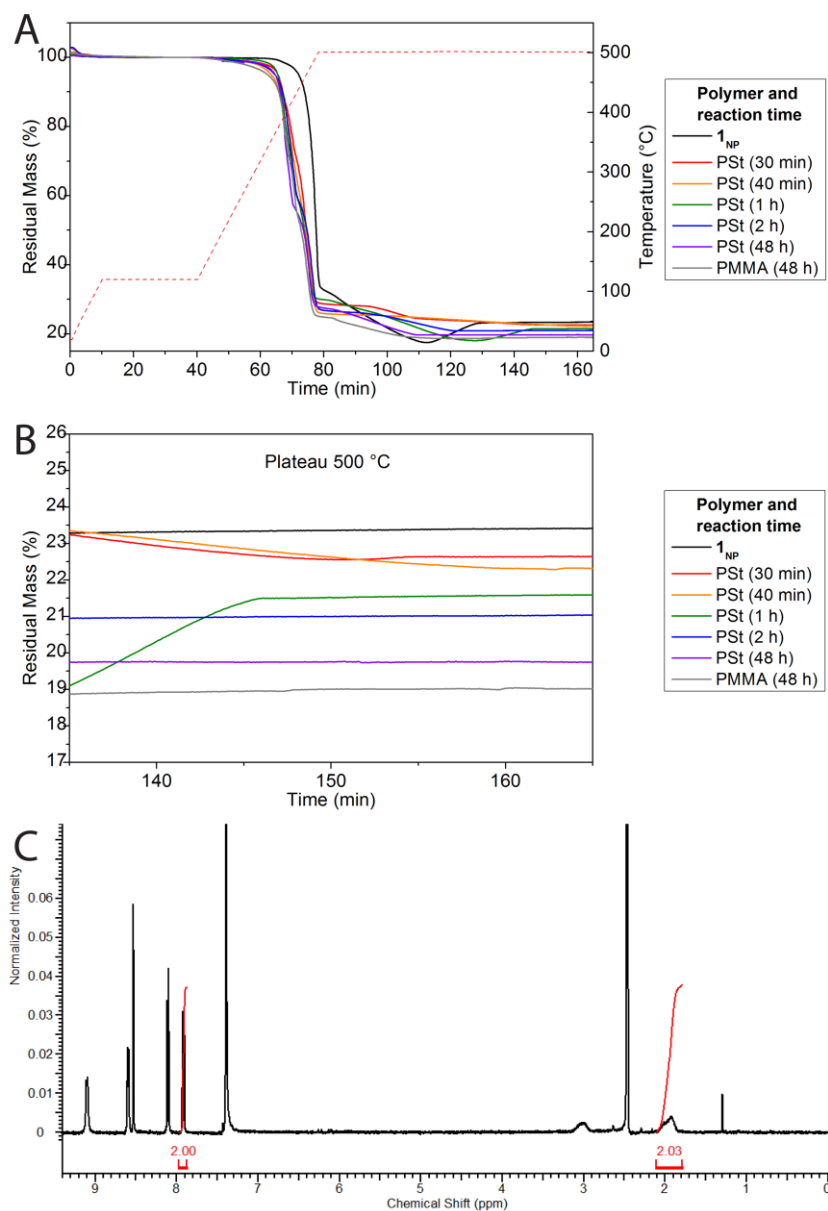 A
100
80
60
40
20
Residual Mass (%)
0 20 40 60 80 100 120 140 160
Time (min)
500
400
300
200
100
0
Temperature (°C)
Polymer and
reaction time
1NP
PSt (30 min)
PSt (40 min)
PSt (1 h)
PSt (2 h)
PSt (48 h)
PMMA (48 h)
B
Plateau 500 °C
26
25
24
23
22
21
20
19
18
17
Residual Mass (%)
140 150 160
Time (min)
Polymer and
reaction time
1NP
PSt (30 min)
PSt (40 min)
PSt (1 h)
PSt (2 h)
PSt (48 h)
PMMA (48 h)
C
Normalized Intensity
0.06
0.05
0.04
0.03
0.02
0.01
0
2.00 2.03
9 8 7 6 5 4 3 2 1 0
Chemical Shift (ppm)